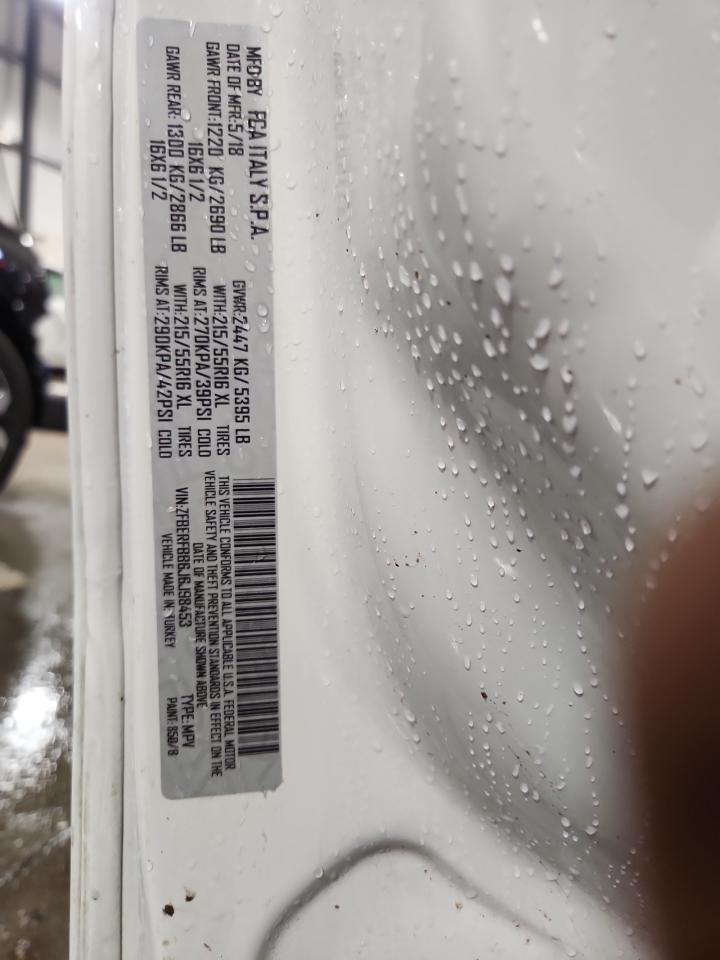 MFD BY FCA ITALY S.P.A.
DATE OF MFR:5/18 GVWR:2447 KG/5395 LB
GAWR FRONT:1220 KG/2690 LB WITH:215/55R16 XL TIRES
16X6 1/2 RIMS AT:270KPA/39PSI COLD
GAWR REAR: 1300 KG/2866 LB WITH:215/55R16 XL TIRES
16X6 1/2 RIMS AT:290KPA/42PSI COLD
THIS VEHICLE CONFORMS TO ALL APPLICABLE U.S.A. FEDERAL MOTOR
VEHICLE SAFETY AND THEFT PREVENTION STANDARDS IN EFFECT ON THE
DATE OF MANUFACTURE SHOWN ABOVE
VIN:ZFBERFBB6J6J98453 TYPE:MPV
VEHICLE MADE IN TURKEY PAINT:650/B